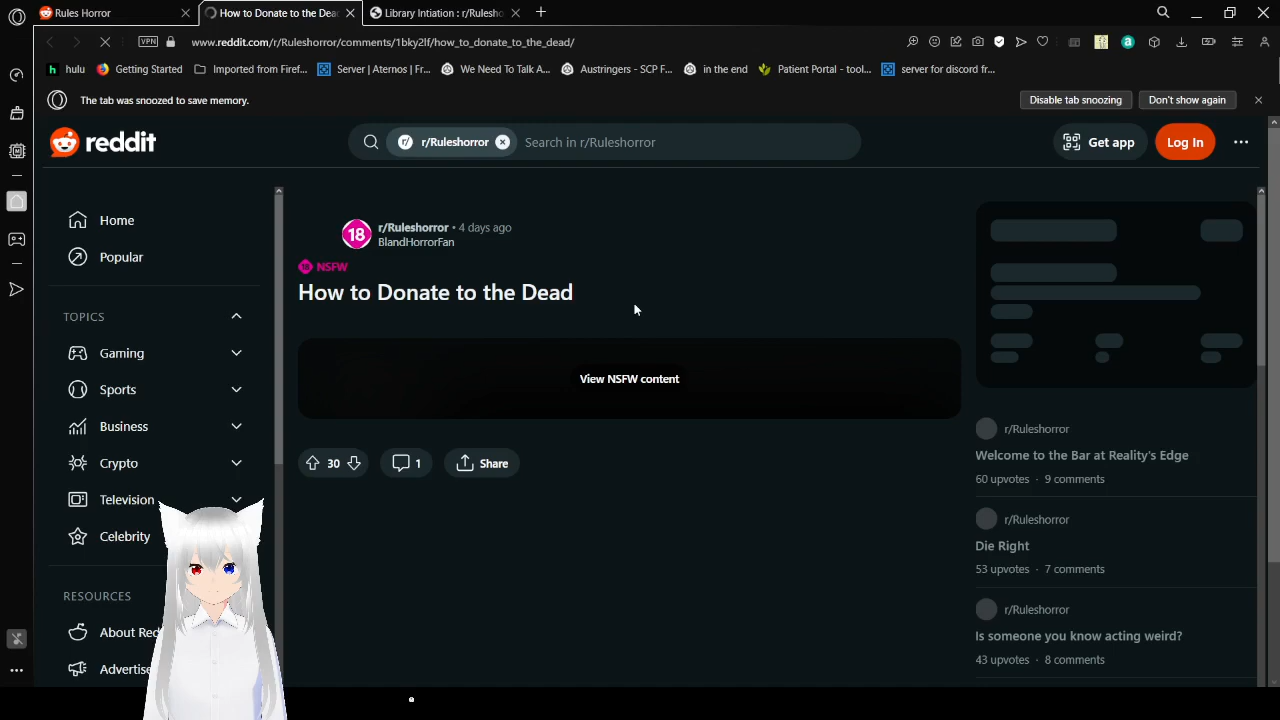 Rules Horror
How to Donate to the Dea
Library Intiation : r/Rulesho
VPN
www.reddit.com/r/Ruleshorror/comments/1bky2lf/how_to_donate_to_the_dead/
hulu
Getting Started
Imported from Firef...
Server | Aternos | Fr...
We Need To Talk A...
Austringers - SCP F...
in the end
Patient Portal - tool...
server for discord fr...
The tab was snoozed to save memory.
Disable tab snoozing
Don't show again
reddit
r/ r/Ruleshorror
Search in r/Ruleshorror
Get app
Log In
Home
Popular
TOPICS
Gaming
Sports
Business
Crypto
Television
Celebrity
RESOURCES
About Red
Advertise
18
r/Ruleshorror • 4 days ago
BlandHorrorFan
18 NSFW
How to Donate to the Dead
View NSFW content
30
1
Share
r/Ruleshorror
Welcome to the Bar at Reality's Edge
60 upvotes · 9 comments
r/Ruleshorror
Die Right
53 upvotes · 7 comments
r/Ruleshorror
Is someone you know acting weird?
43 upvotes · 8 comments